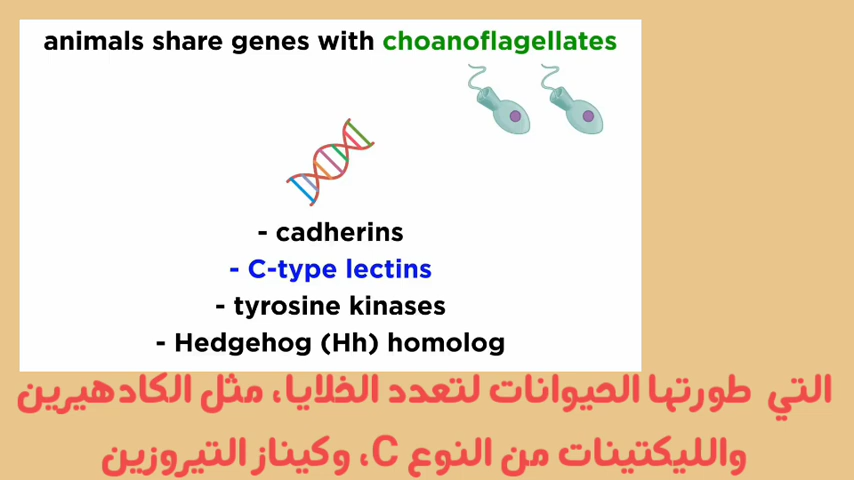 animals share genes with choanoflagellates
- cadherins
- C-type lectins
- tyrosine kinases
- Hedgehog (Hh) homolog
التي طورتها الحيوانات لتعدد الخلايا، مثل الكادهيرين
والليكتينات من النوع C، وكيناز التيروزين